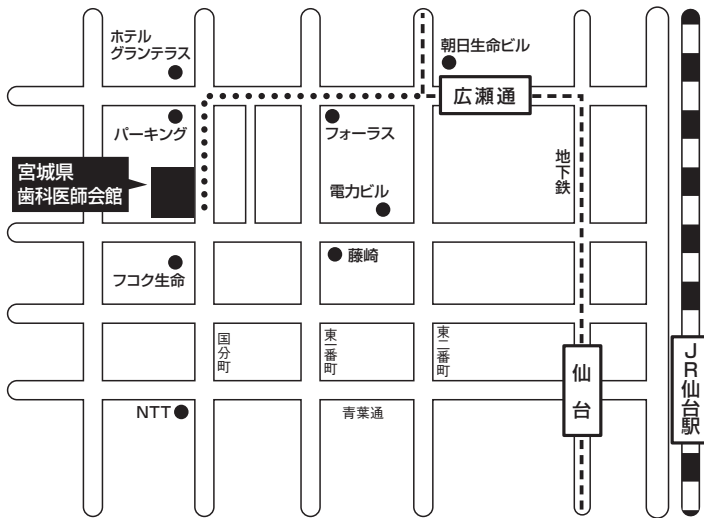 ホテル
グランテラス
朝日生命ビル
広瀬通
パーキング
フォーラス
地下鉄
宮城県
歯科医師会館
電力ビル
藤崎
フコク生命
国分町
東一番町
東二番町
仙台
JR仙台駅
NTT
青葉通